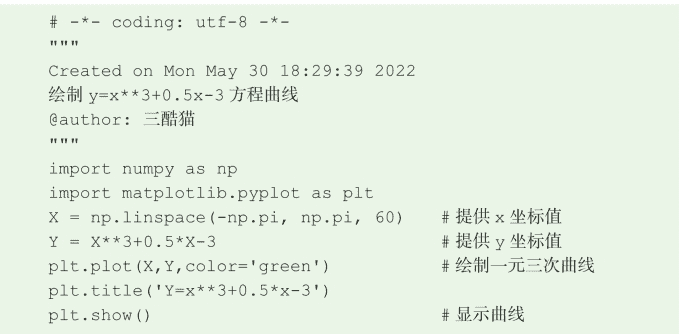 # -*- coding: utf-8 -*-
"""
Created on Mon May 30 18:29:39 2022
绘制 y=x**3+0.5x-3 方程曲线
@author: 三酷猫
"""
import numpy as np
import matplotlib.pyplot as plt
X = np.linspace(-np.pi, np.pi, 60) #提供 x 坐标值
Y = X**3+0.5*X-3 #提供 y 坐标值
plt.plot(X,Y,color='green') #绘制一元三次曲线
plt.title('Y=x**3+0.5*x-3')
plt.show() #显示曲线